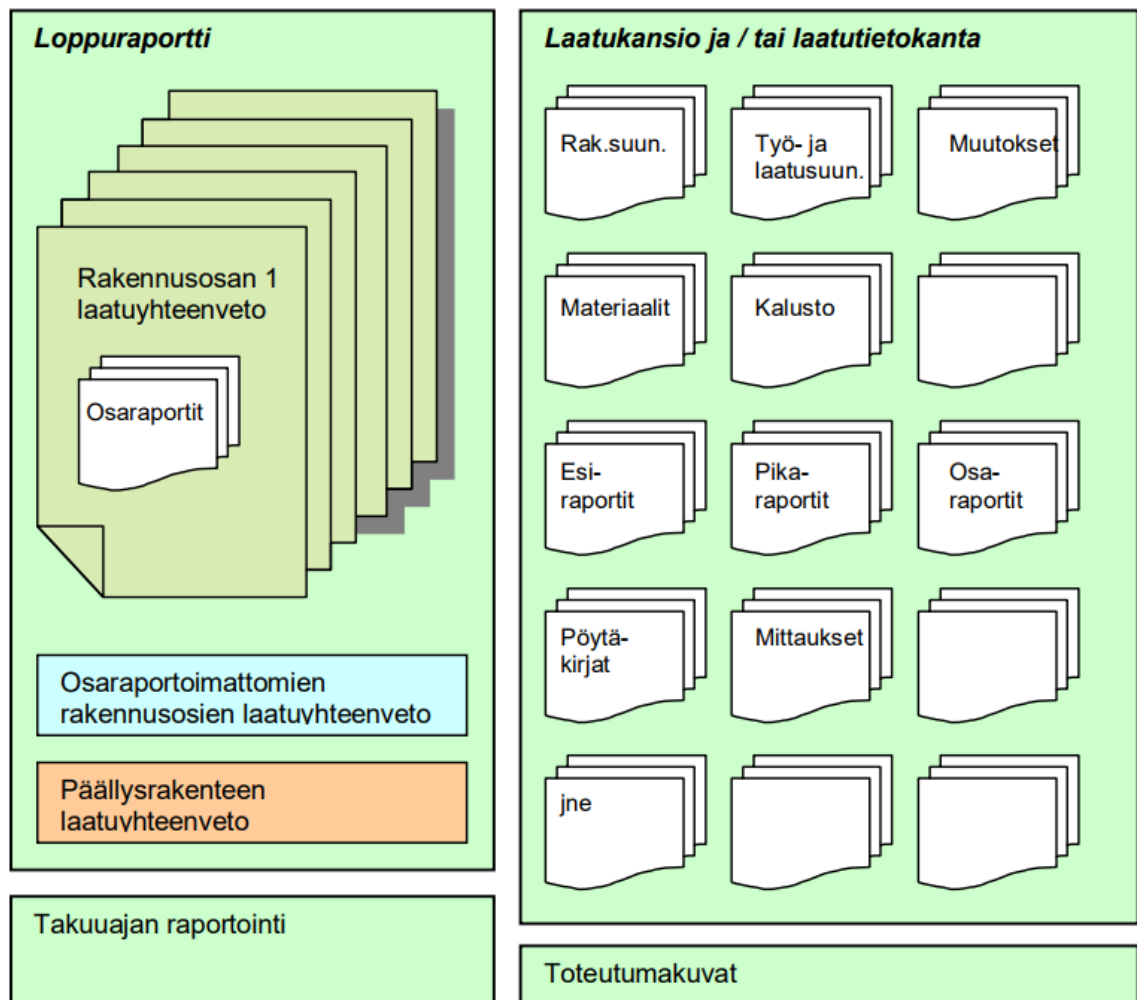 Loppuraportti
Rakennusosan 1
laatuyhteenveto
Osaraportit
Osaraportoimattomien
rakennusosien laatuyhteenveto
Päällysrakenteen
laatuyhteenveto
Takuuajan raportointi
Laatukansio ja / tai laatutietokanta
Rak.suun.
Työ- ja
laatusuun.
Muutokset
Materiaalit
Kalusto
Esi-
raportit
Pika-
raportit
Osa-
raportit
Pöytä-
kirjat
Mittaukset
jne
Toteutumakuvat